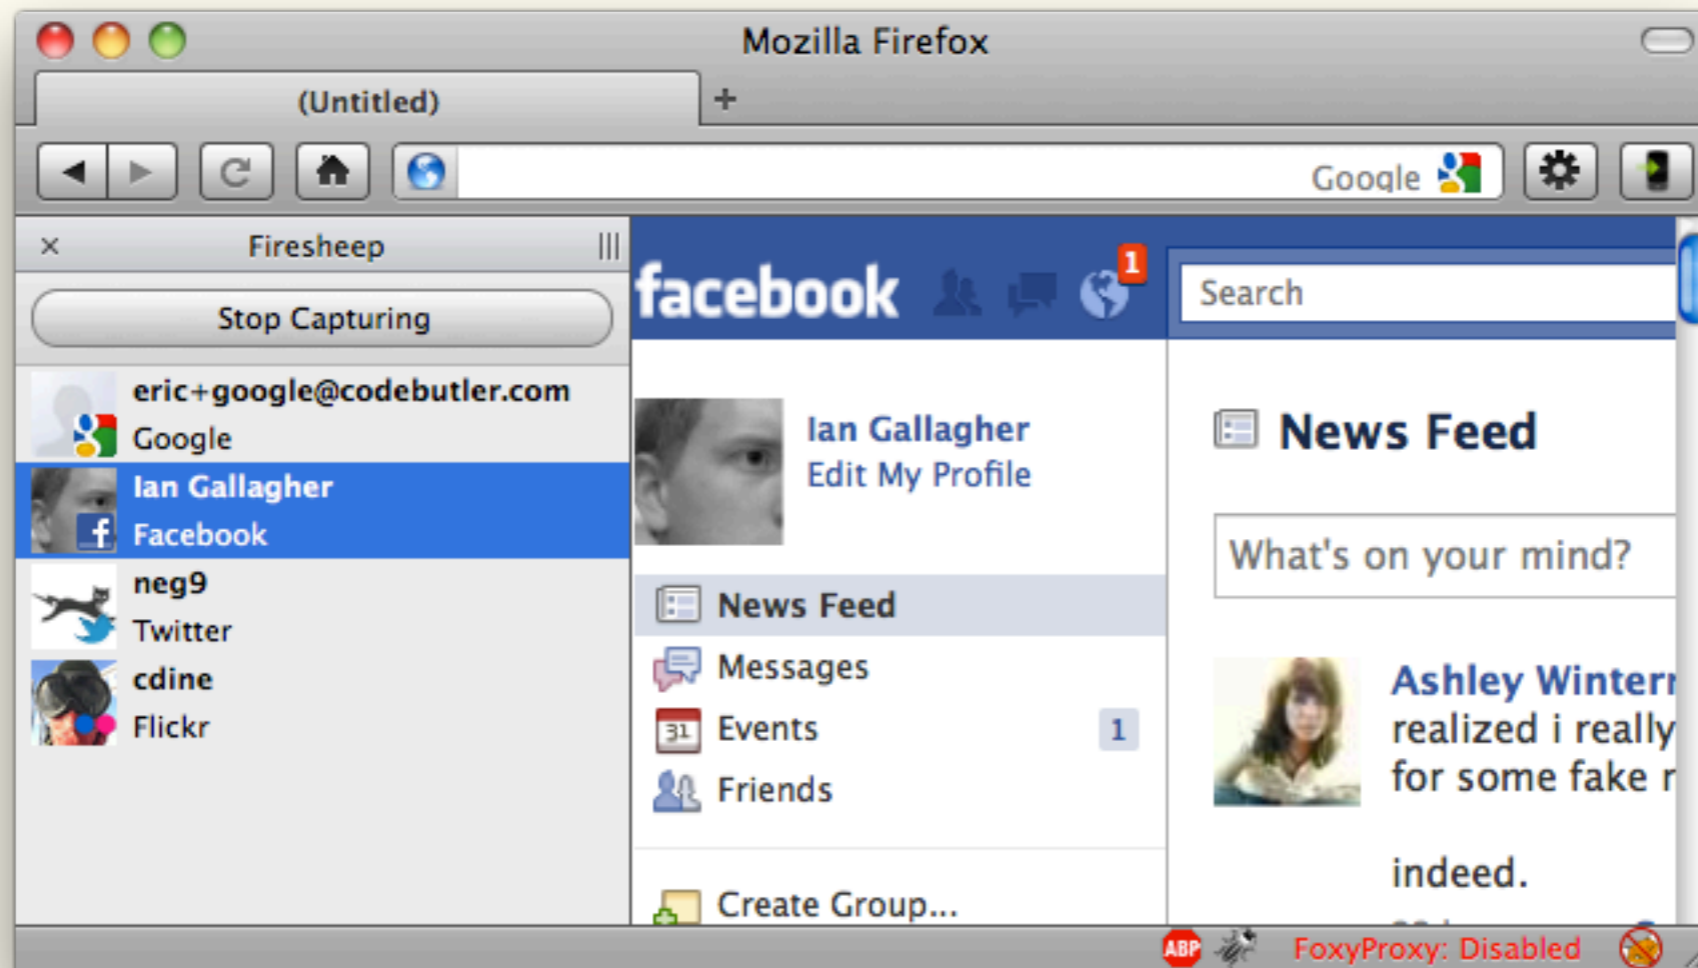 Mozilla Firefox
(Untitled)
Google
Firesheep
Stop Capturing
eric+google@codebutler.com
Google
Ian Gallagher
Facebook
neg9
Twitter
cdine
Flickr
facebook
1
Search
Ian Gallagher
Edit My Profile
News Feed
Messages
31 Events 1
Friends
Create Group...
News Feed
What's on your mind?
Ashley
realized i really
for some fake
indeed.
ABP
FoxyProxy: Disabled